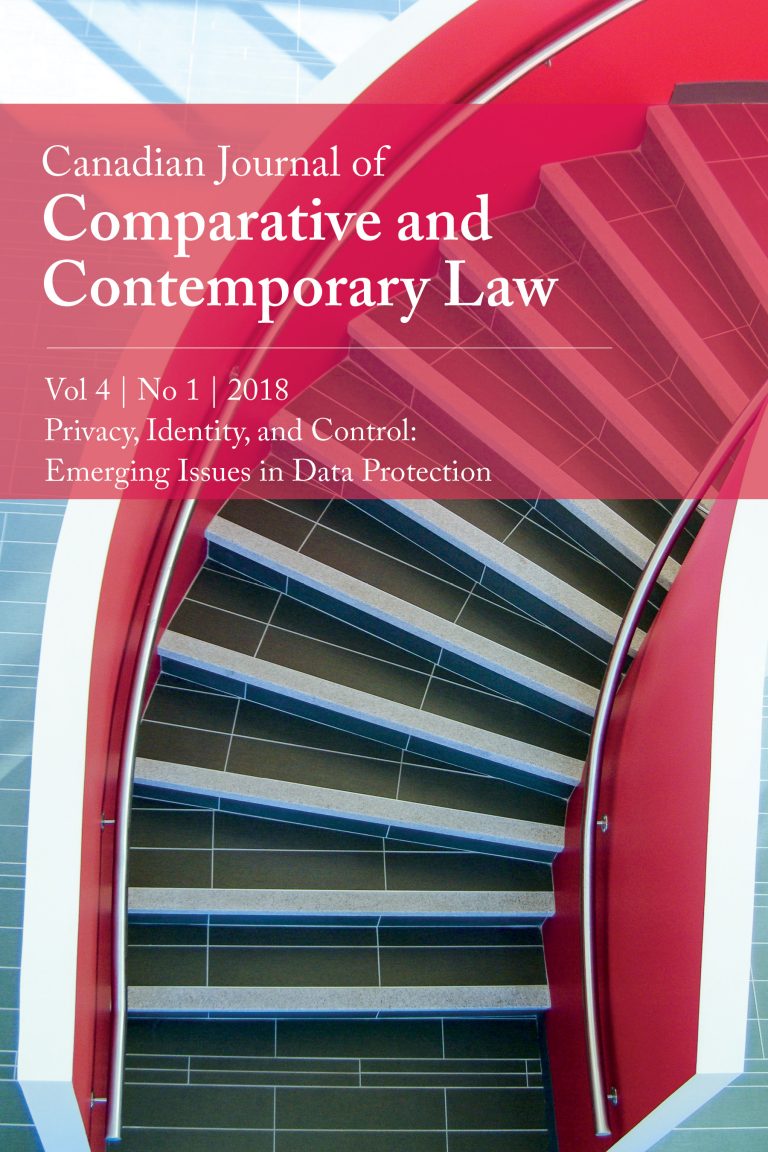 Canadian Journal of
Comparative and
Contemporary Law
Vol 4 | No 1 | 2018
Privacy, Identity, and Control:
Emerging Issues in Data Protection